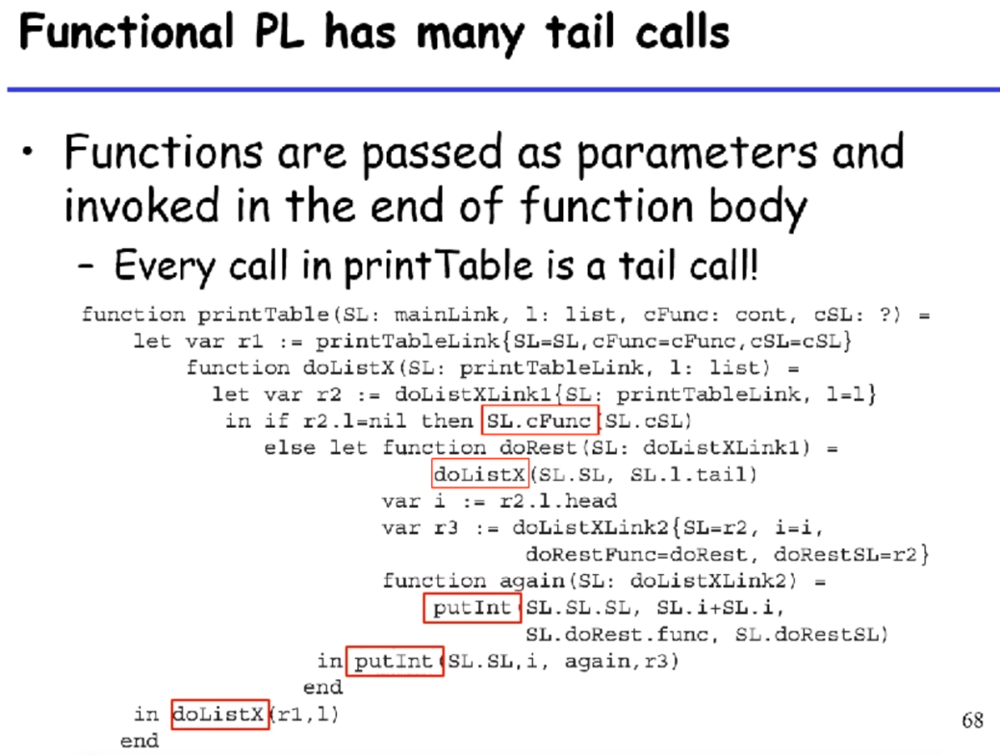 Functional PL has many tail calls
• Functions are passed as parameters and
invoked in the end of function body
– Every call in printTable is a tail call!
function printTable(SL: mainLink, l: list, cFunc: cont, cSL: ?) =
let var r1 := printTableLink{SL=SL,cFunc=cFunc,cSL=cSL}
function doListX(SL: printTableLink, l: list) =
let var r2 := doListXLink1{SL: printTableLink, l=l}
in if r2.l=nil then SL.cFunc(SL.cSL)
else let function doRest(SL: doListXLink1) =
doListX(SL.SL, SL.l.tail)
var i := r2.l.head
var r3 := doListXLink2{SL=r2, i=i,
doRestFunc=doRest, doRestSL=r2}
function again(SL: doListXLink2) =
putInt(SL.SL.SL, SL.i+SL.i,
SL.doRest.func, SL.doRestSL)
in putInt(SL.SL,i, again,r3)
end
in doListX(r1,l)
end
68